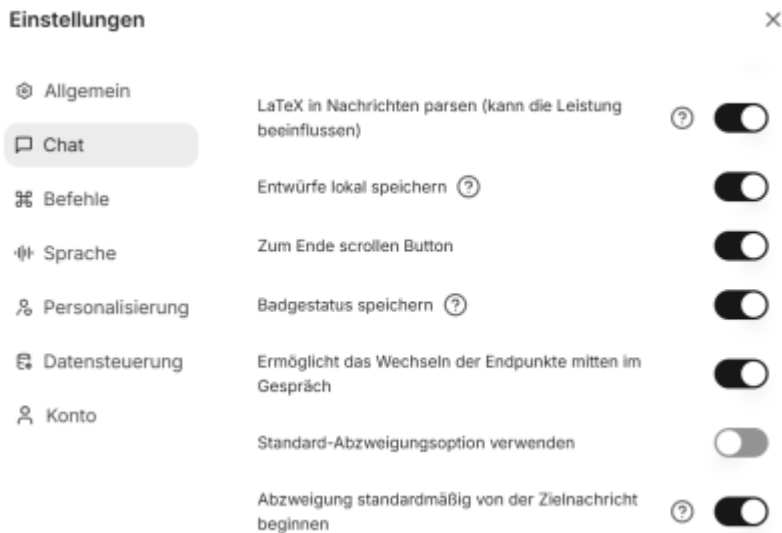 Einstellungen
Allgemein
Chat
Befehle
Sprache
Personalisierung
Datensteuerung
Konto
LaTeX in Nachrichten parsen (kann die Leistung
beeinflussen)
Entwürfe lokal speichern
Zum Ende scrollen Button
Badgestatus speichern
Ermöglicht das Wechseln der Endpunkte mitten im
Gespräch
Standard-Abzweigungsoption verwenden
Abzweigung standardmäßig von der Zielnachricht
beginnen